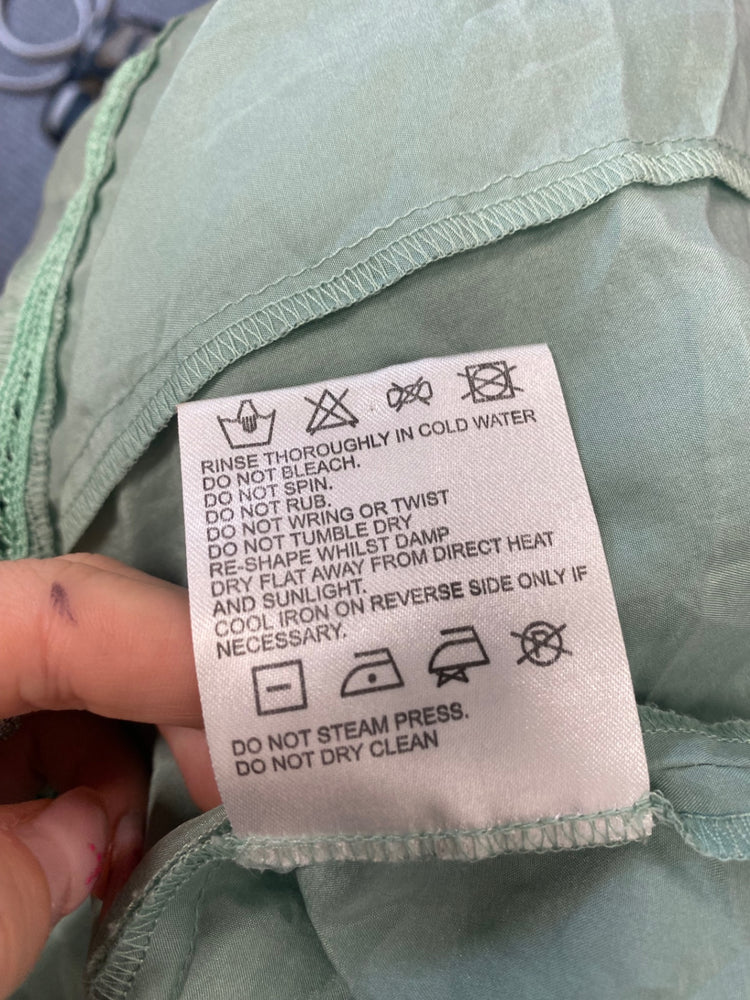 RINSE THOROUGHLY IN COLD WATER
DO NOT BLEACH.
DO NOT SPIN.
DO NOT RUB.
DO NOT WRING OR TWIST
DO NOT TUMBLE DRY
RE-SHAPE WHILST DAMP
DRY FLAT AWAY FROM DIRECT HEAT
AND SUNLIGHT.
COOL IRON ON REVERSE SIDE ONLY IF
NECESSARY.
P
DO NOT STEAM PRESS.
DO NOT DRY CLEAN